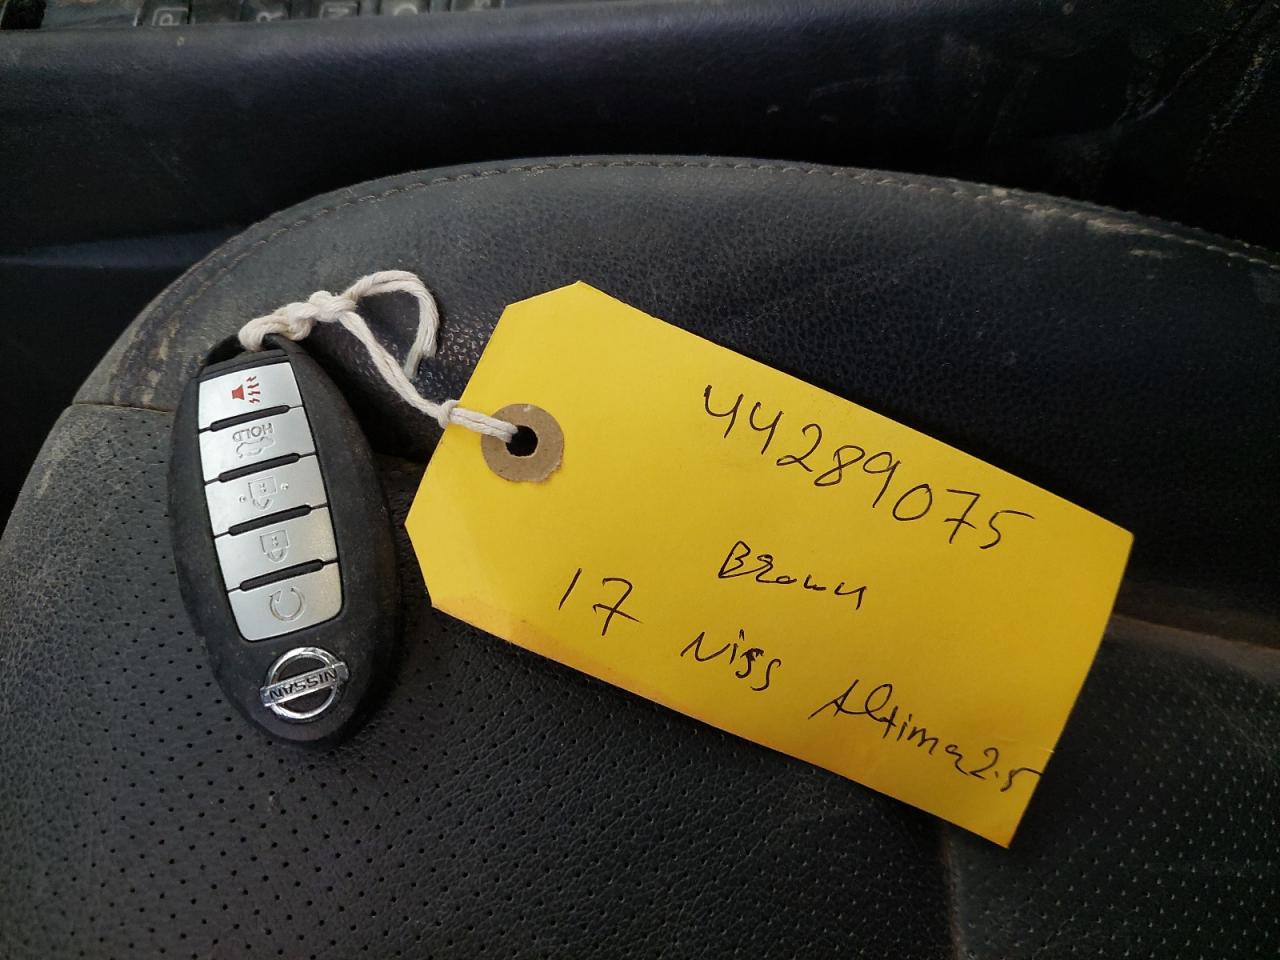 44289075
Brown
17 Niss Altima 2.5
HOLD
NISSAN